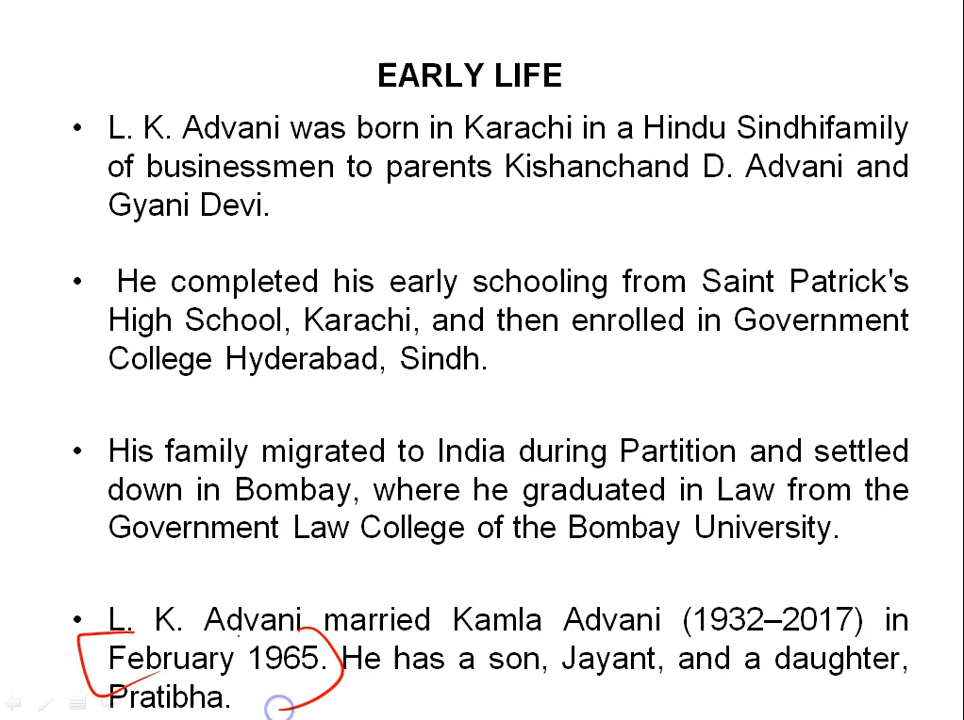 EARLY LIFE
• L. K. Advani was born in Karachi in a Hindu Sindhifamily
of businessmen to parents Kishanchand D. Advani and
Gyani Devi.
• He completed his early schooling from Saint Patrick's
High School, Karachi, and then enrolled in Government
College Hyderabad, Sindh.
• His family migrated to India during Partition and settled
down in Bombay, where he graduated in Law from the
Government Law College of the Bombay University.
• L. K. Advani married Kamla Advani (1932–2017) in
February 1965. He has a son, Jayant, and a daughter,
Pratibha.